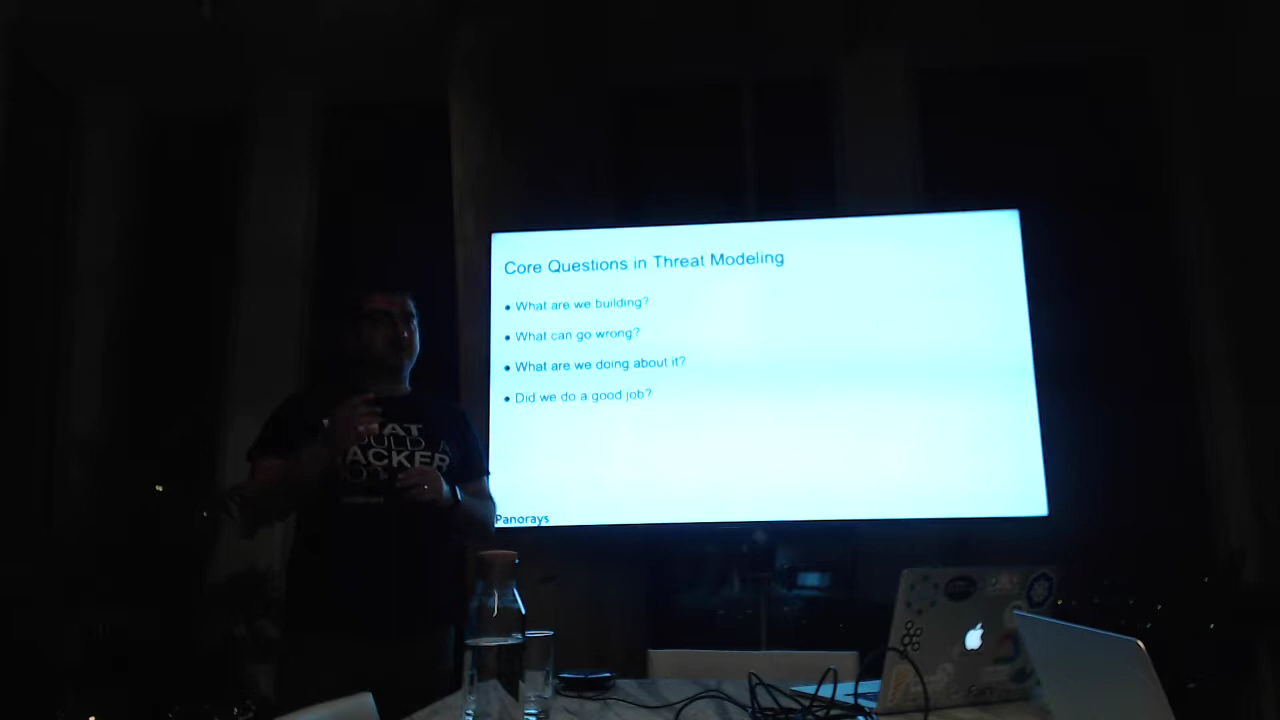 Core Questions in Threat Modeling
• What are we building?
• What can go wrong?
• What are we doing about it?
• Did we do a good job?
Panorays